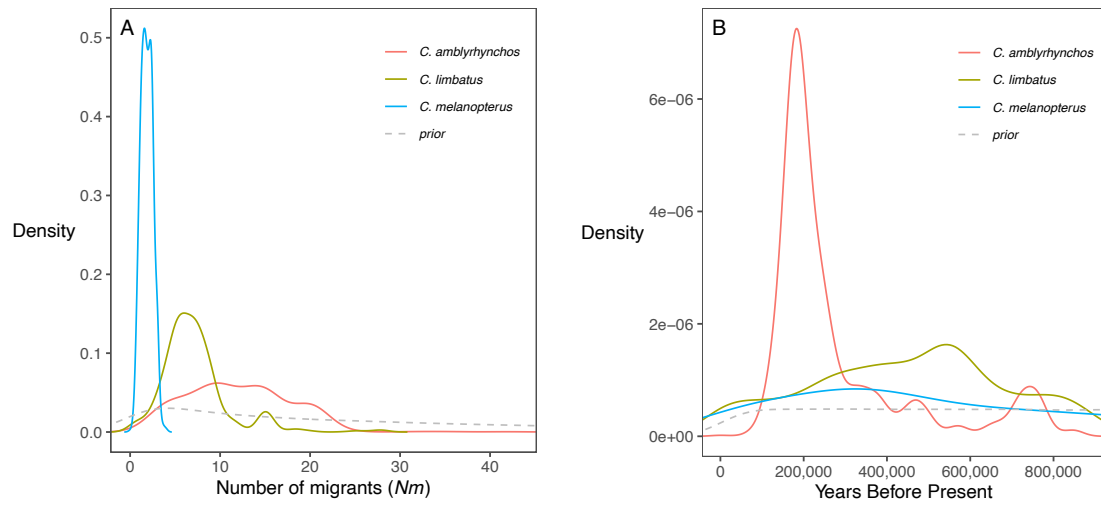 A
0.5
0.4
0.3
0.2
0.1
0.0
Density
C. amblyrhynchos
C. limbatus
C. melanopterus
prior
0
10
20
30
40
Number of migrants (Nm)
B
6e−06
4e−06
2e−06
0e+00
Density
C. amblyrhynchos
C. limbatus
C. melanopterus
prior
0
200,000
400,000
600,000
800,000
Years Before Present